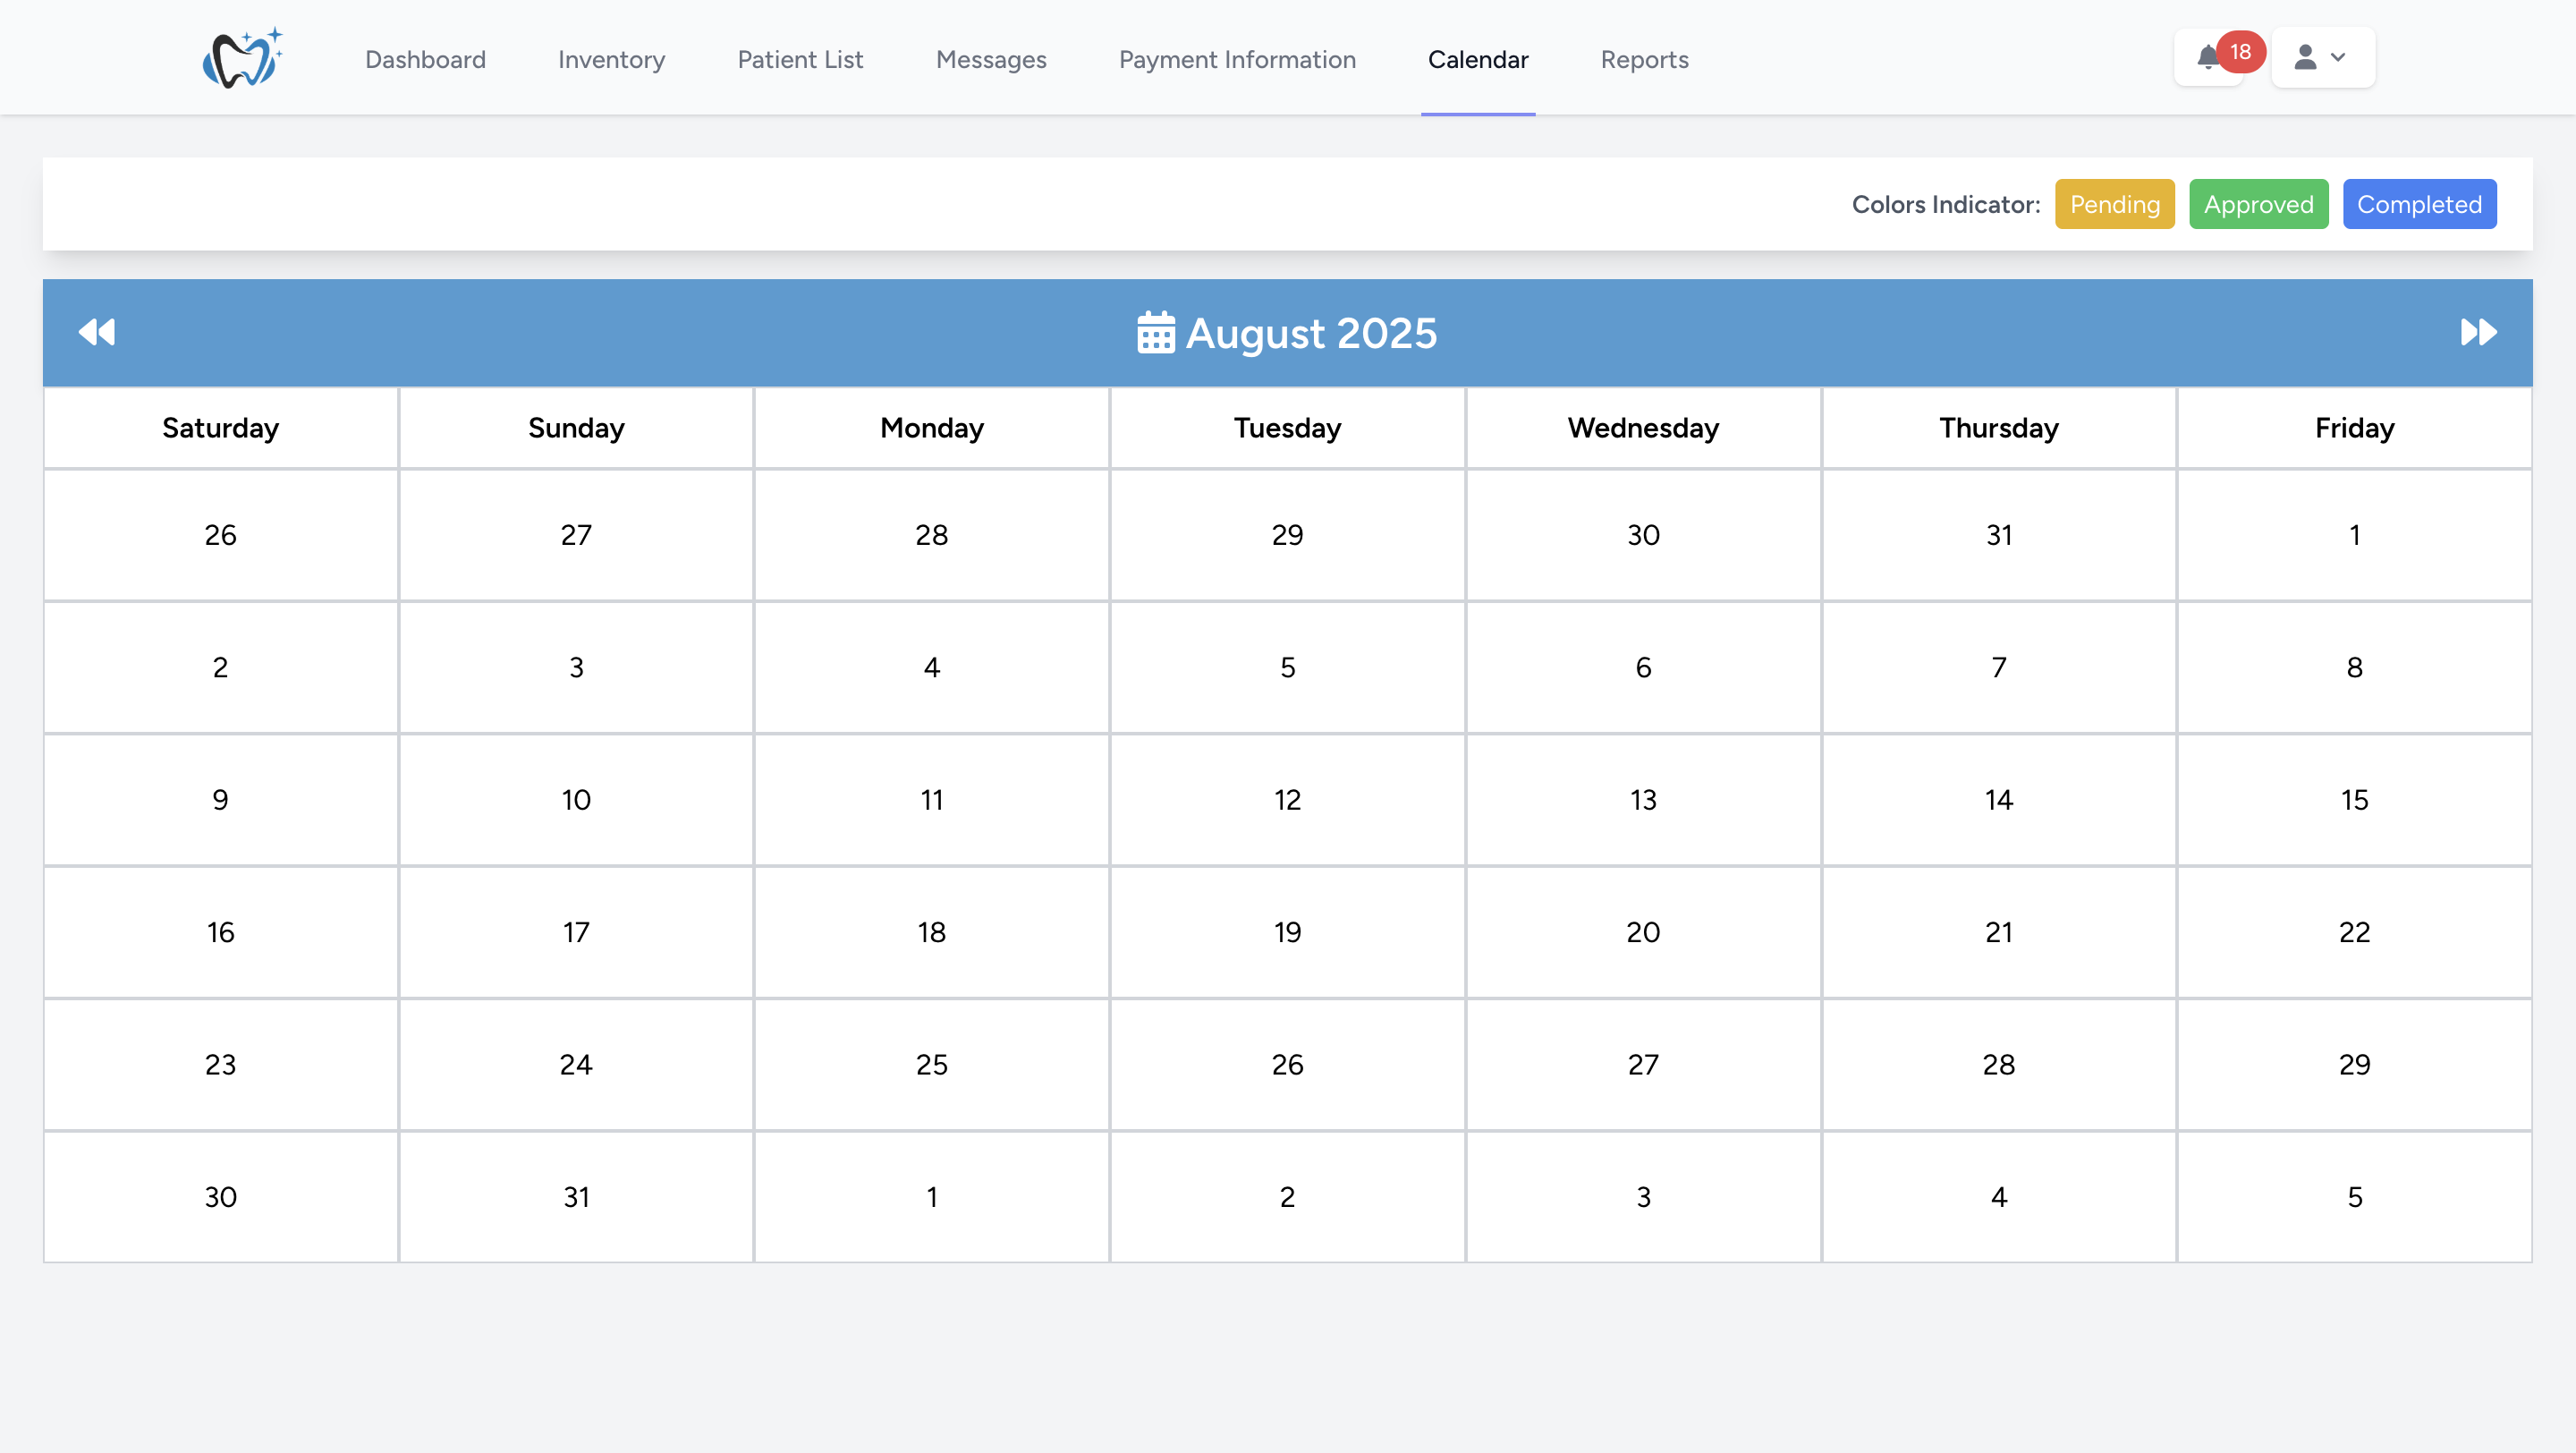 Dashboard Inventory Patient List Messages Payment Information Calendar Reports 18
Colors Indicator: Pending Approved Completed
August 2025
Saturday Sunday Monday Tuesday Wednesday Thursday Friday
26 27 28 29 30 31 1
2 3 4 5 6 7 8
9 10 11 12 13 14 15
16 17 18 19 20 21 22
23 24 25 26 27 28 29
30 31 1 2 3 4 5